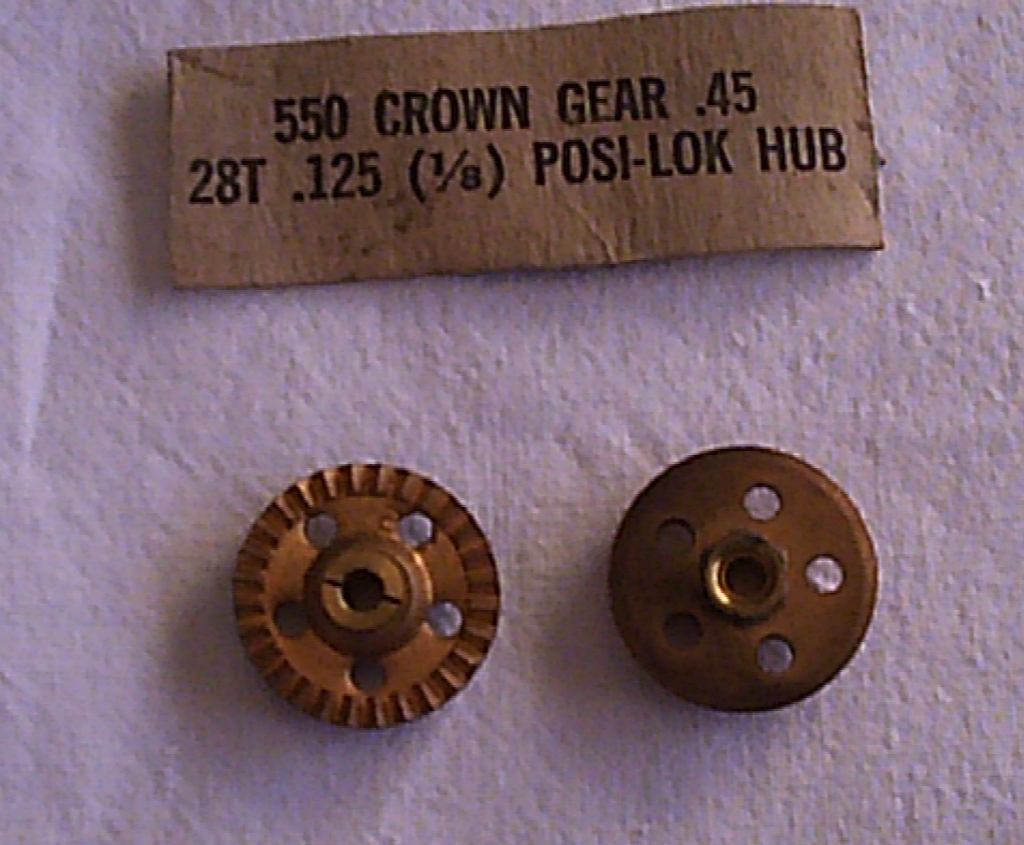 550 CROWN GEAR .45
28T .125 (⅛) POSI-LOK HUB